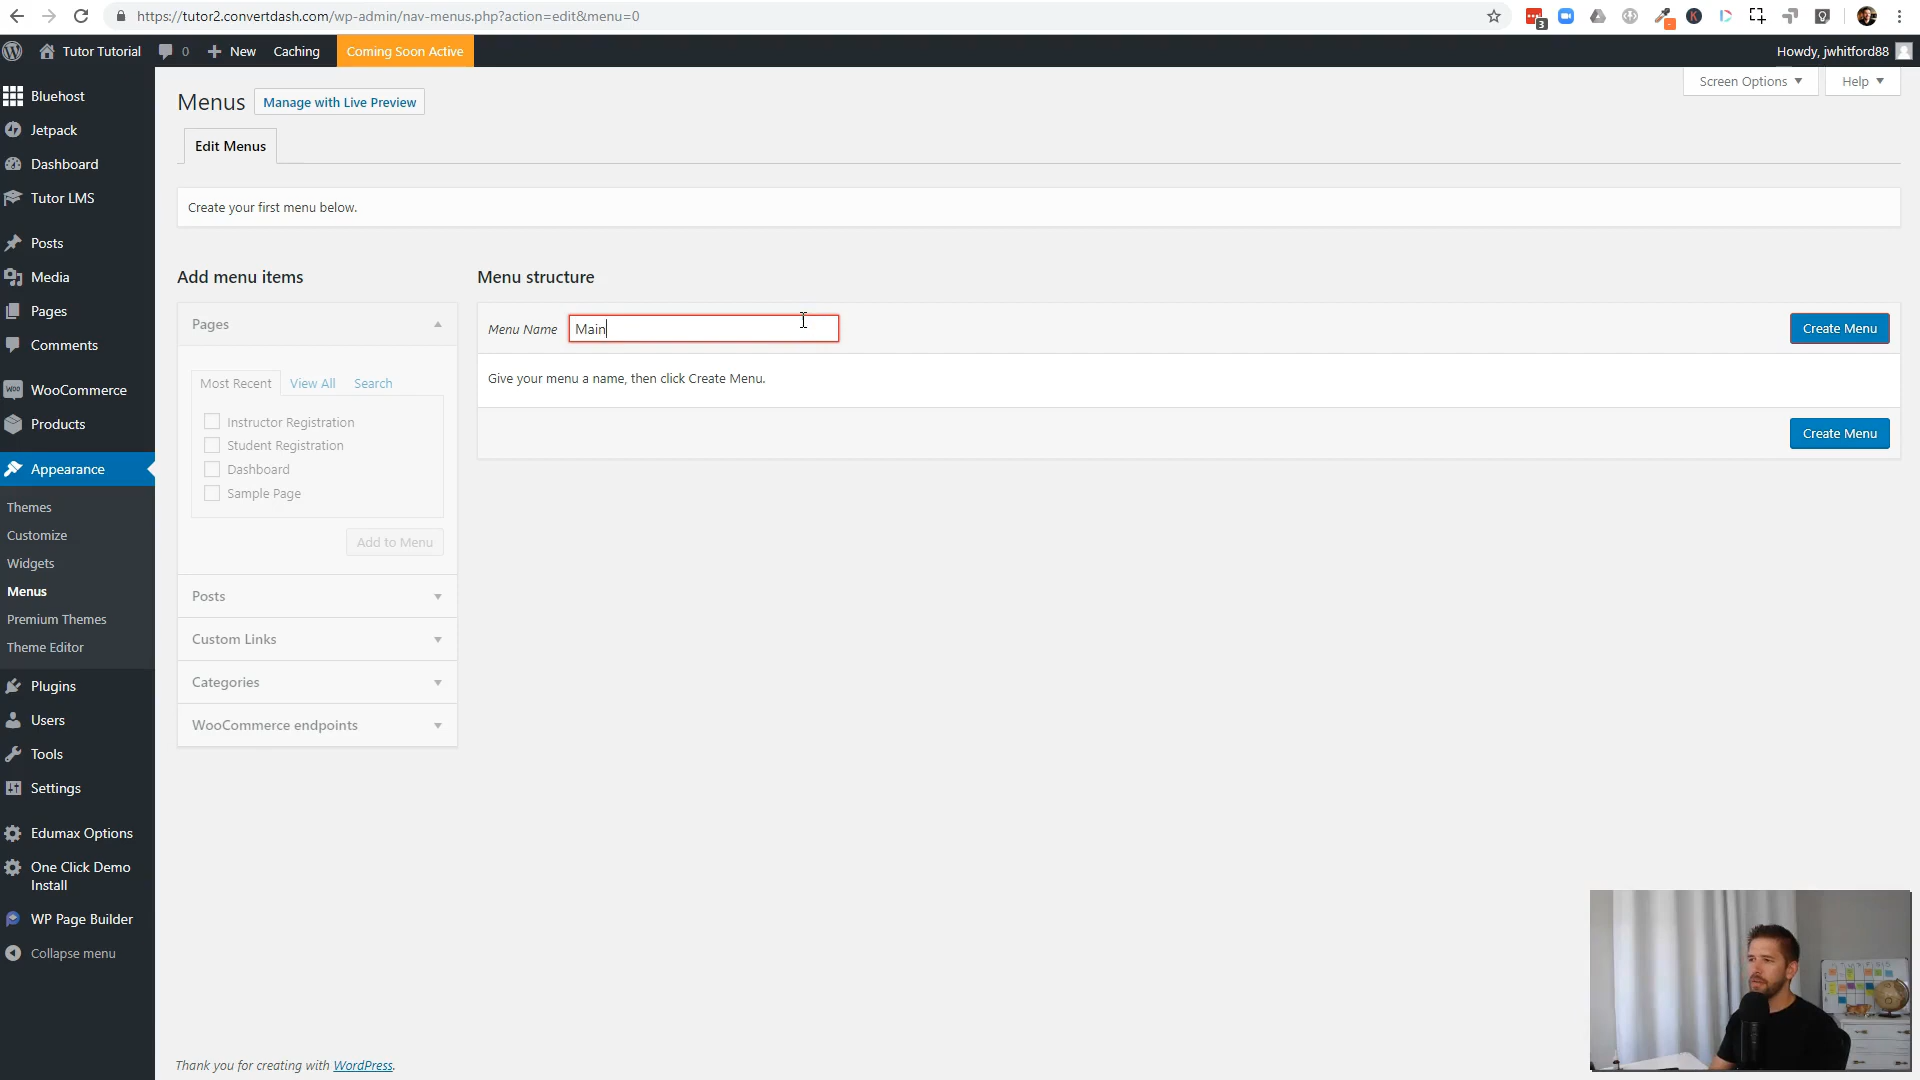 https://tutor2.convertdash.com/wp-admin/nav-menus.php?action=edit&menu=0
3
Tutor Tutorial
0
New
Caching
Coming Soon Active
Howdy, jwhitford88
Bluehost
Jetpack
Dashboard
Tutor LMS
Posts
Media
Pages
Comments
WooCommerce
Products
Appearance
Themes
Customize
Widgets
Menus
Premium Themes
Theme Editor
Plugins
Users
Tools
Settings
Edumax Options
One Click Demo
Install
WP Page Builder
Collapse menu
Menus
Manage with Live Preview
Screen Options
Help
Edit Menus
Create your first menu below.
Add menu items
Pages
Most Recent
View All
Search
Instructor Registration
Student Registration
Dashboard
Sample Page
Add to Menu
Posts
Custom Links
Categories
WooCommerce endpoints
Menu structure
Menu Name
Main
Create Menu
Give your menu a name, then click Create Menu.
Create Menu
Thank you for creating with WordPress.